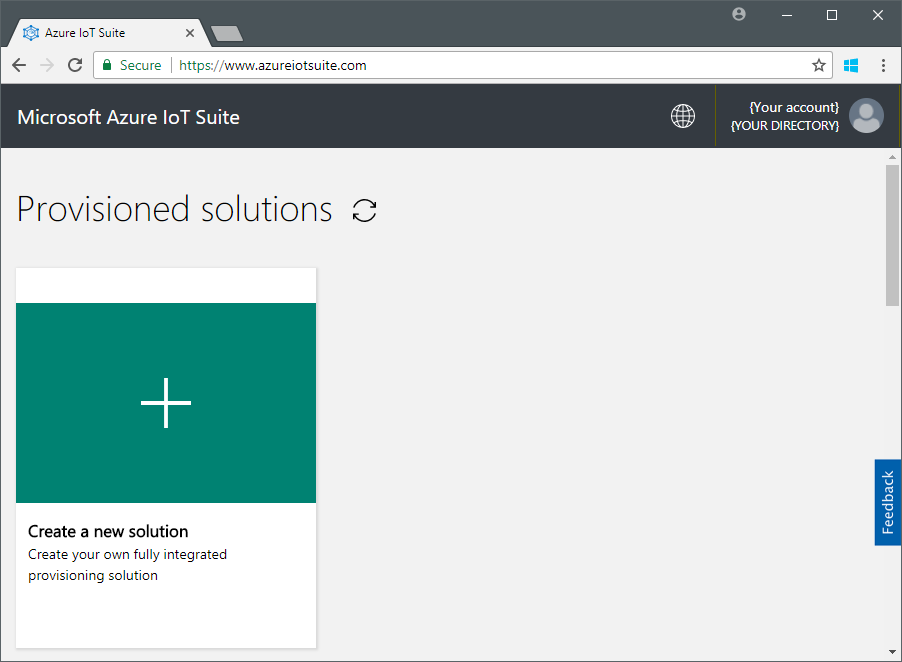 Azure IoT Suite
Secure
https://www.azureiotsuite.com
Microsoft Azure IoT Suite
{Your account}
{YOUR DIRECTORY}
Provisioned solutions
Create a new solution
Create your own fully integrated
provisioning solution
Feedback